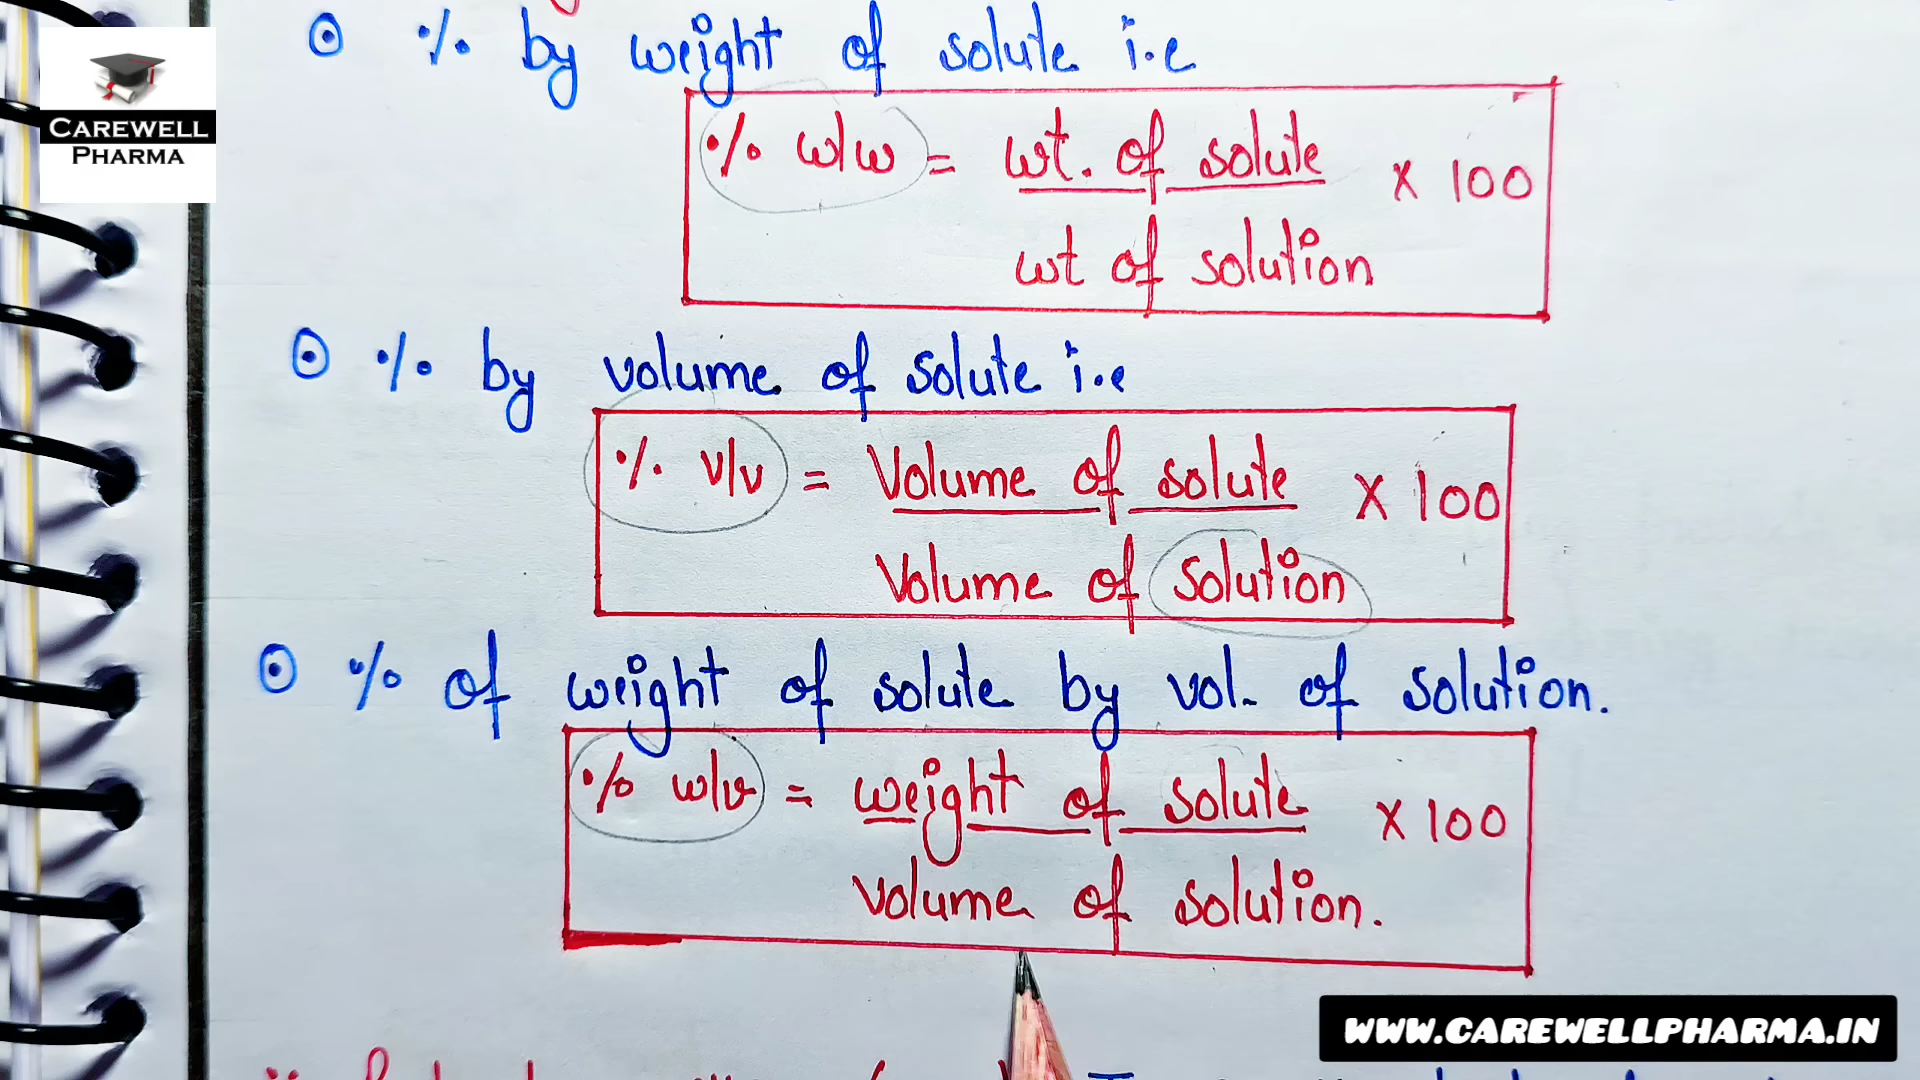 ⊙ % by weight of solute i.e
CAREWELL
PHARMA
% w/w = wt. of solute × 100
wt of solution
⊙ % by volume of solute i.e
% v/v = Volume of solute × 100
Volume of solution
⊙ % of weight of solute by vol. of solution.
% w/v = weight of solute × 100
volume of solution.
WWW.CAREWELLPHARMA.IN